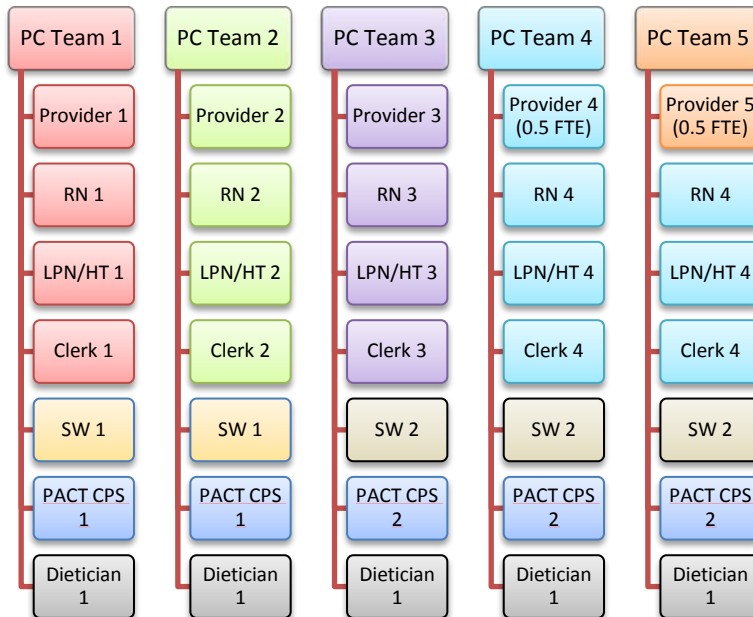 PC Team 1
Provider 1
RN 1
LPN/HT 1
Clerk 1
SW 1
PACT CPS
1
Dietician
1
PC Team 2
Provider 2
RN 2
LPN/HT 2
Clerk 2
SW 1
PACT CPS
1
Dietician
1
PC Team 3
Provider 3
RN 3
LPN/HT 3
Clerk 3
SW 2
PACT CPS
2
Dietician
1
PC Team 4
Provider 4
(0.5 FTE)
RN 4
LPN/HT 4
Clerk 4
SW 2
PACT CPS
2
Dietician
1
PC Team 5
Provider 5
(0.5 FTE)
RN 4
LPN/HT 4
Clerk 4
SW 2
PACT CPS
2
Dietician
1